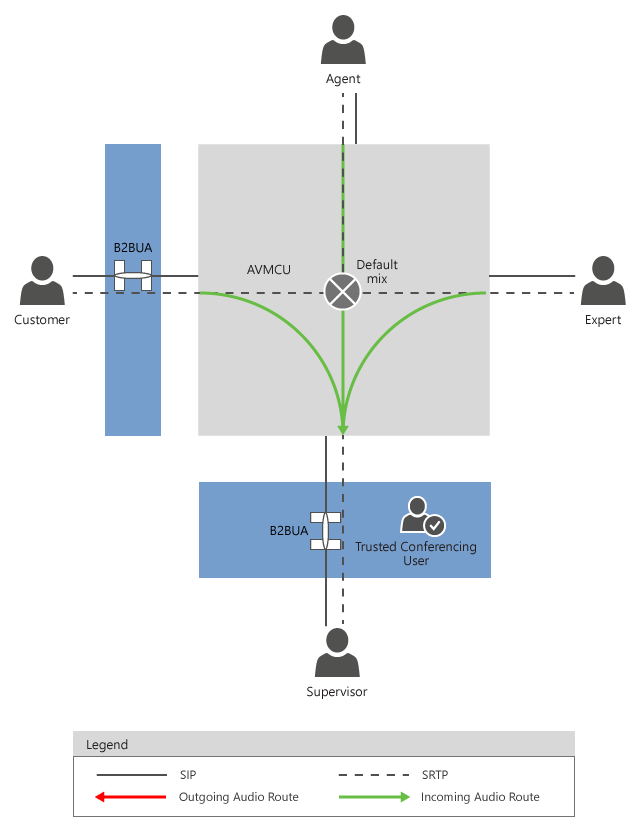 Agent
B2BUA
AVMCU
Default
mix
Customer
Expert
B2BUA
Trusted Conferencing
User
Supervisor
Legend
SIP
SRTP
Outgoing Audio Route
Incoming Audio Route